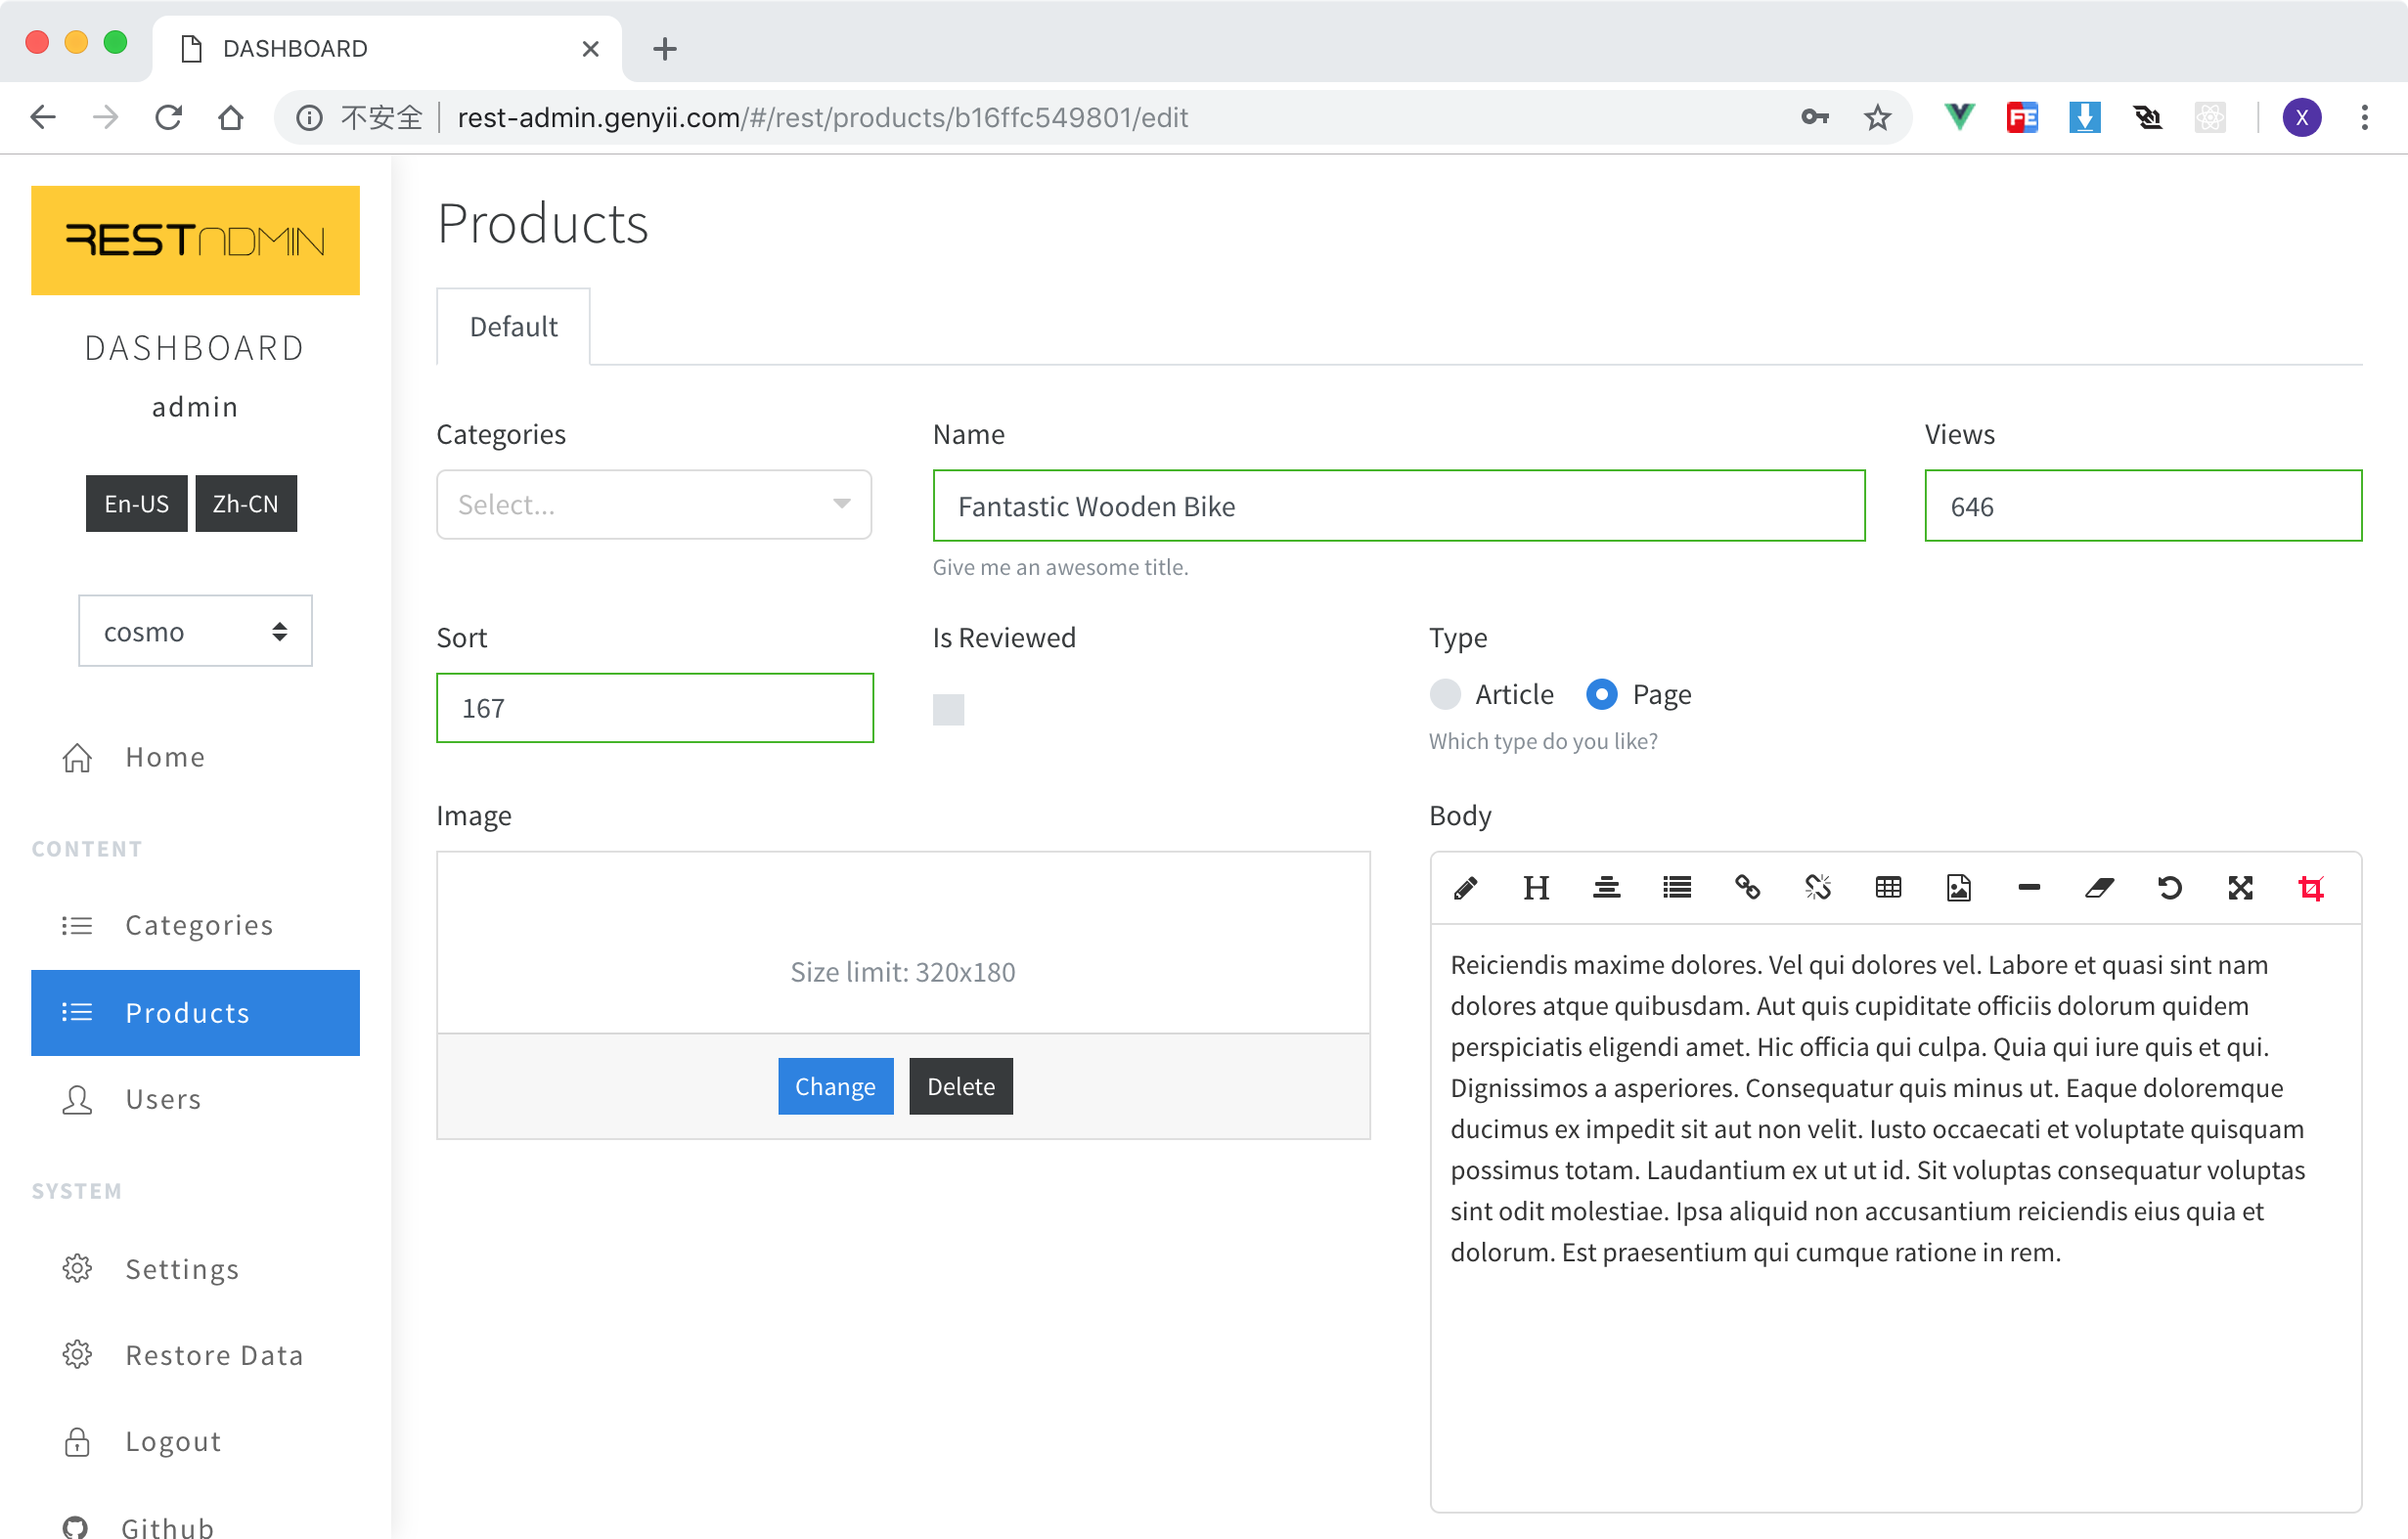 DASHBOARD
不安全 rest-admin.genyii.com/#/rest/products/b16ffc549801/edit
FE
X
RESTADMIN
DASHBOARD
admin
En-US Zh-CN
cosmo
Home
CONTENT
Categories
Products
Users
SYSTEM
Settings
Restore Data
Logout
Github
Products
Default
Categories Name Views
Select... Fantastic Wooden Bike 646
Give me an awesome title.
Sort Is Reviewed Type
167 Article Page
Which type do you like?
Image Body
H
Size limit: 320x180
Change Delete
Reiciendis maxime dolores. Vel qui dolores vel. Labore et quasi sint nam
dolores atque quibusdam. Aut quis cupiditate officiis dolorum quidem
perspiciatis eligendi amet. Hic officia qui culpa. Quia qui iure quis et qui.
Dignissimos a asperiores. Consequatur quis minus ut. Eaque doloremque
ducimus ex impedit sit aut non velit. Iusto occaecati et voluptate quisquam
possimus totam. Laudantium ex ut ut id. Sit voluptas consequatur voluptas
sint odit molestiae. Ipsa aliquid non accusantium reiciendis eius quia et
dolorum. Est praesentium qui cumque ratione in rem.